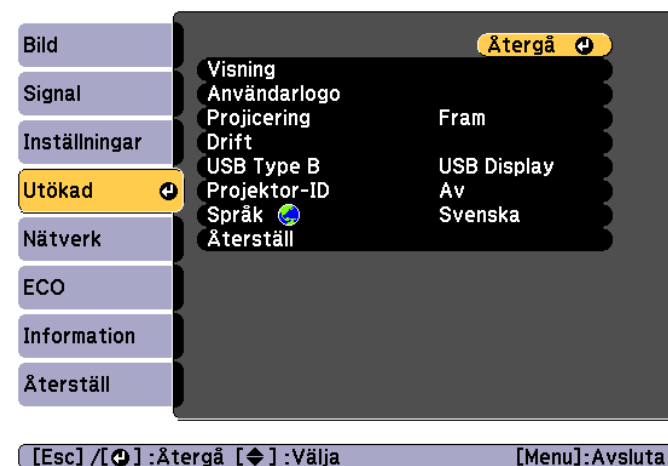 Bild
Signal
Inställningar
Utökad
Nätverk
ECO
Information
Återställ
Återgå
Visning
Användarlogo
Projicering Fram
Drift
USB Type B USB Display
Projektor-ID Av
Språk Svenska
Återställ
[Esc] /[ ] :Återgå [ ] :Välja [Menu]:Avsluta